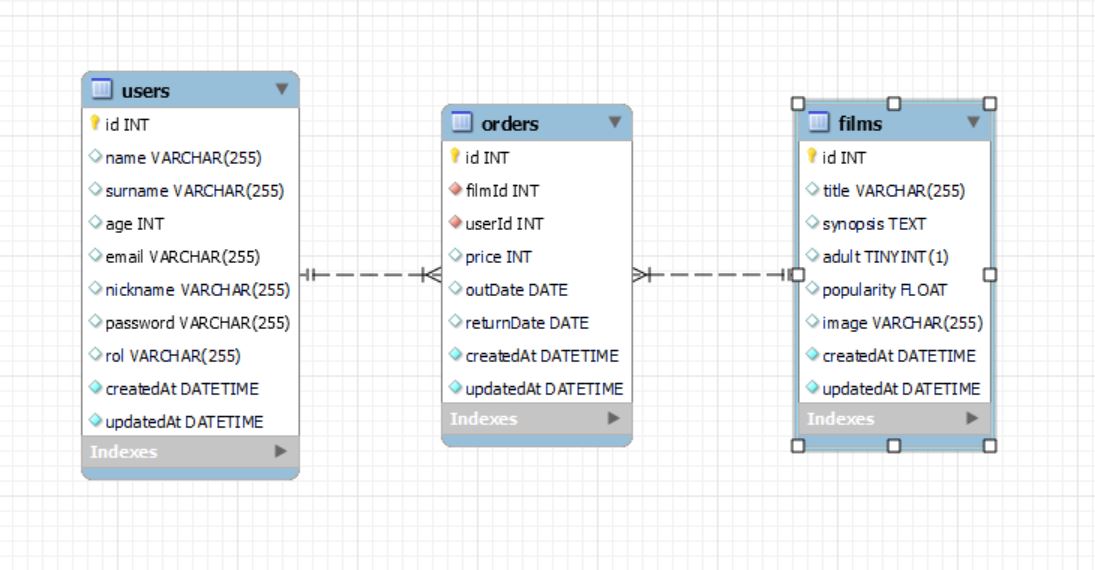 users
id INT
name VARCHAR(255)
surname VARCHAR(255)
age INT
email VARCHAR(255)
nickname VARCHAR(255)
password VARCHAR(255)
rol VARCHAR(255)
createdAt DATETIME
updatedAt DATETIME
Indexes
orders
id INT
filmId INT
userId INT
price INT
outDate DATE
returnDate DATE
createdAt DATETIME
updatedAt DATETIME
Indexes
films
id INT
title VARCHAR(255)
synopsis TEXT
adult TINYINT(1)
popularity FLOAT
image VARCHAR(255)
createdAt DATETIME
updatedAt DATETIME
Indexes